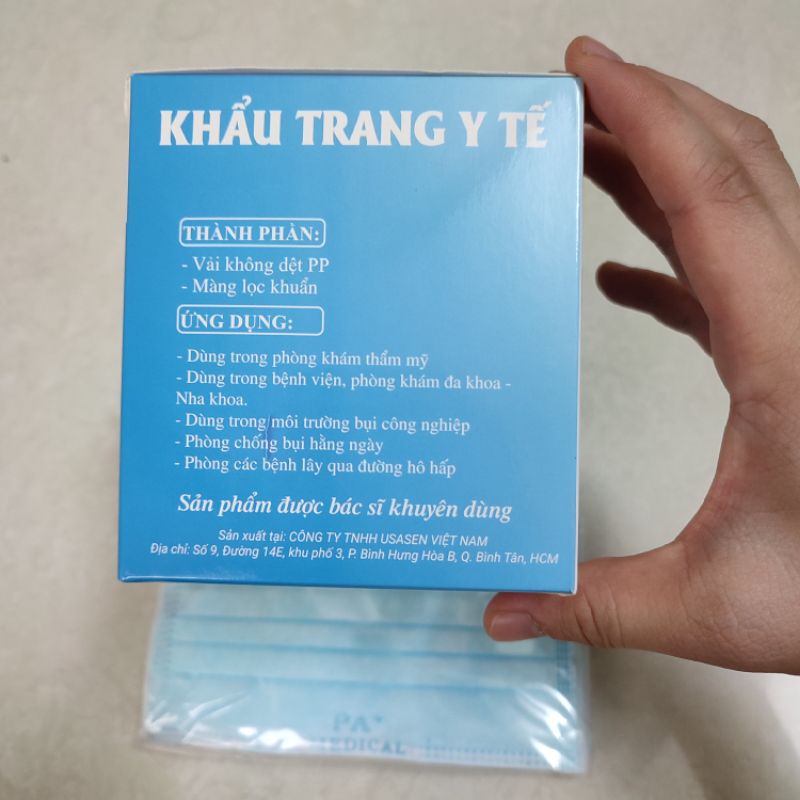 KHẨU TRANG Y TẾ
THÀNH PHẦN:
- Vải không dệt PP
- Màng lọc khuẩn
ỨNG DỤNG:
- Dùng trong phòng khám thẩm mỹ
- Dùng trong bệnh viện, phòng khám đa khoa -
Nha khoa.
- Dùng trong môi trường bụi công nghiệp
- Phòng chống bụi hằng ngày
- Phòng các bệnh lây qua đường hô hấp
Sản phẩm được bác sĩ khuyên dùng
Sản xuất tại: CÔNG TY TNHH USASEN VIỆT NAM
Địa chỉ: Số 9, Đường 14E, khu phố 3, P. Bình Hưng Hòa B, Q. Bình Tân, HCM
PA+
MEDICAL